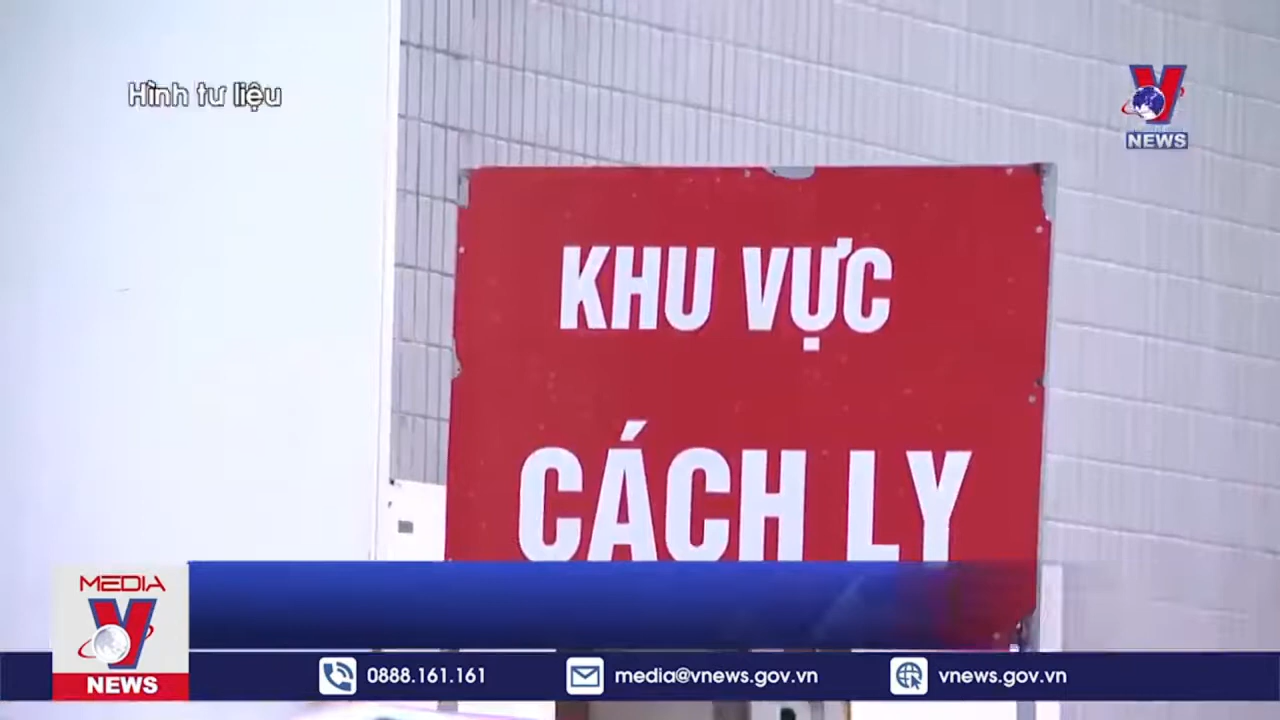 Hình tư liệu
V
NEWS
KHU VỰC
CÁCH LY
MEDIA
V
NEWS
0888.161.161
media@vnews.gov.vn
vnews.gov.vn